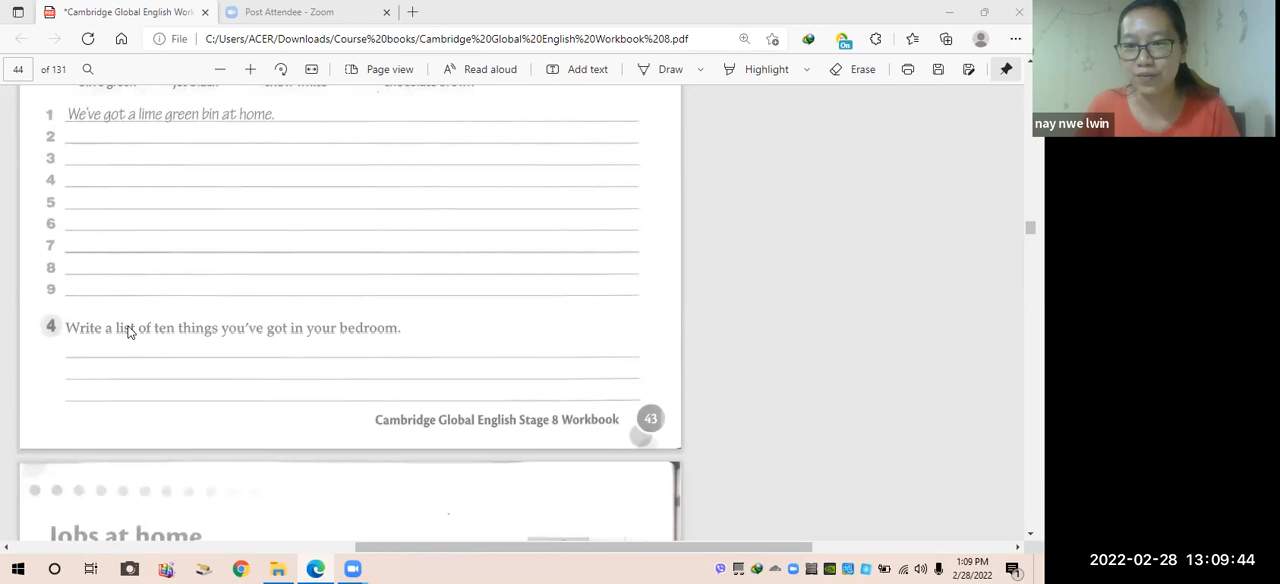 *Cambridge Global English Work
Post Attendee - Zoom
File
C:/Users/ACER/Downloads/Course%20books/Cambridge%20Global%20English%20Workbook%208.pdf
On
44 of 131
Page view
Read aloud
Add text
Draw
Highlight
Erase
nay nwe lwin
1 We've got a lime green bin at home.
2
3
4
5
6
7
8
9
4 Write a list of ten things you've got in your bedroom.
Cambridge Global English Stage 8 Workbook 43
Jobs at home
1:09 PM
2/28/2022
2022-02-28 13:09:44